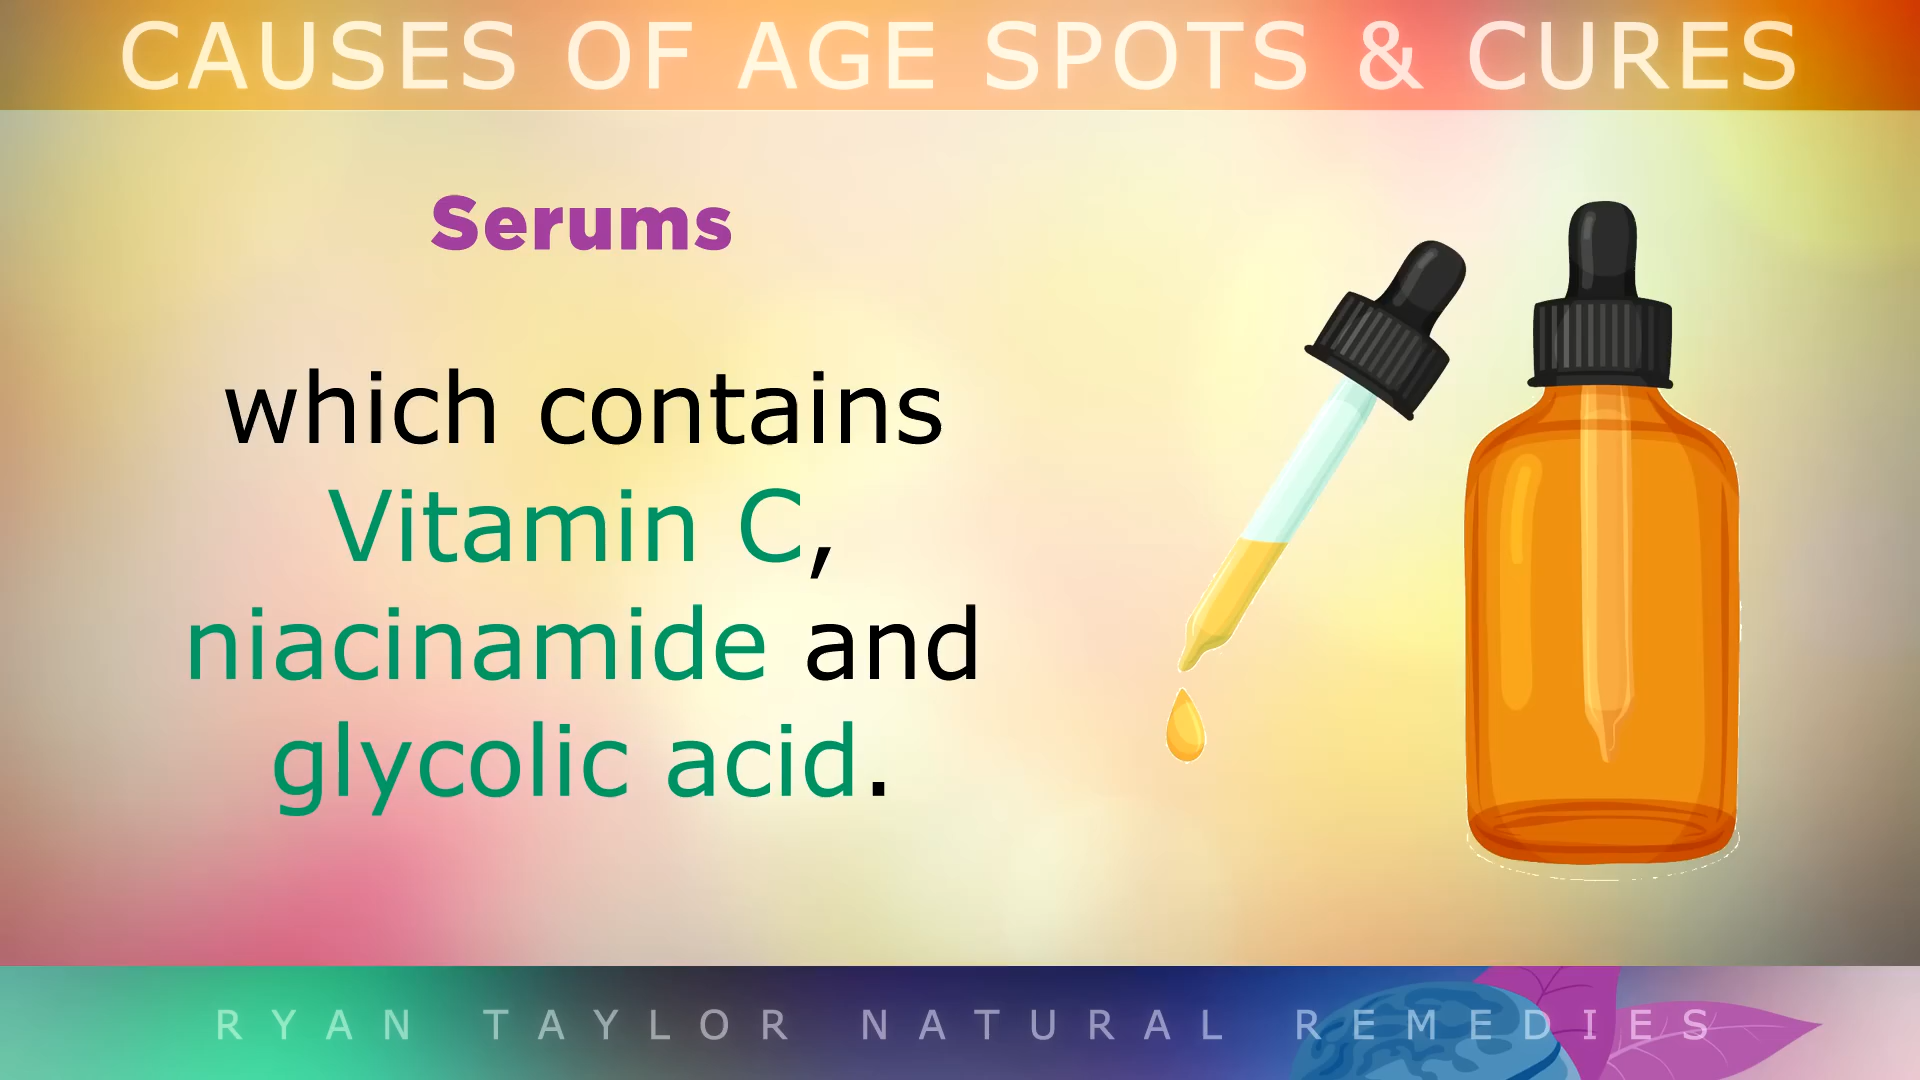 CAUSES OF AGE SPOTS & CURES
Serums
which contains
Vitamin C,
niacinamide and
glycolic acid.
RYAN TAYLOR NATURAL REMEDIES